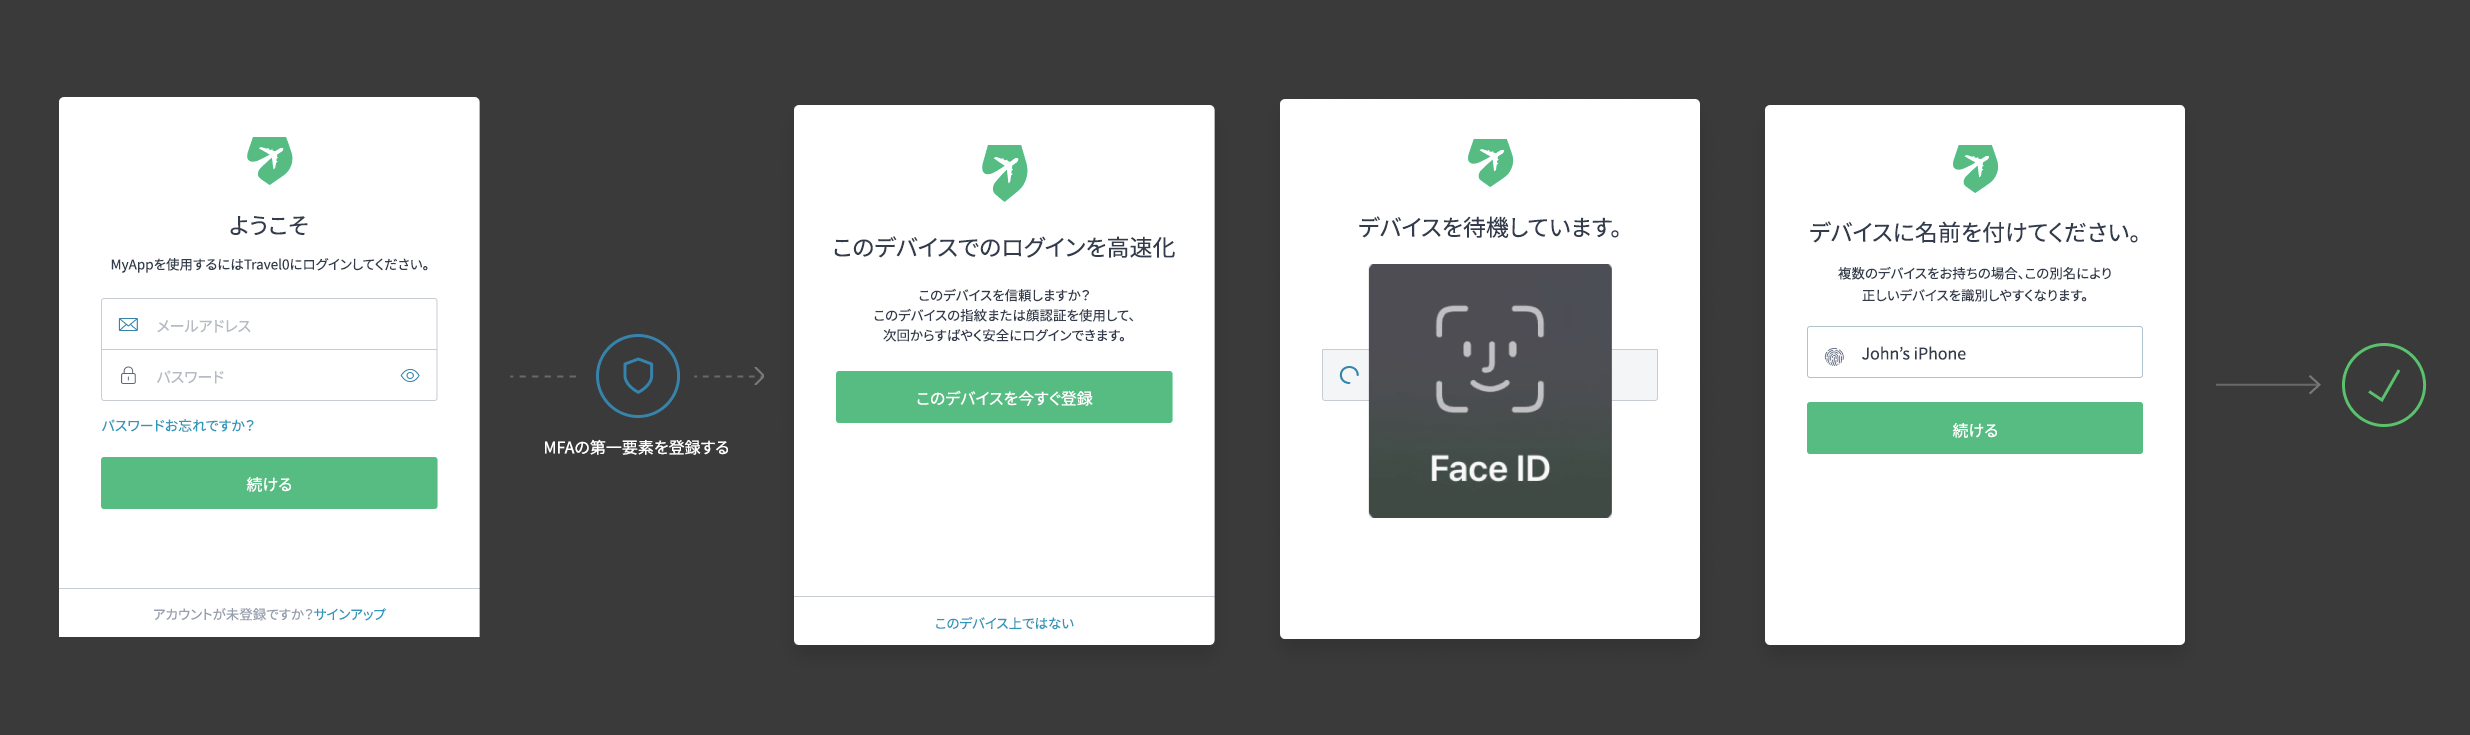 ようこそ
MyAppを使用するにはTravel0にログインしてください。
メールアドレス
パスワード
パスワードお忘れですか?
続ける
アカウントが未登録ですか?サインアップ
MFAの第一要素を登録する
このデバイスでのログインを高速化
このデバイスを信頼しますか?
このデバイスの指紋または顔認証を使用して、
次回からすばやく安全にログインできます。
このデバイスを今すぐ登録
このデバイス上ではない
デバイスを待機しています。
Face ID
デバイスに名前を付けてください。
複数のデバイスをお持ちの場合、この別名により
正しいデバイスを識別しやすくなります。
John's iPhone
続ける